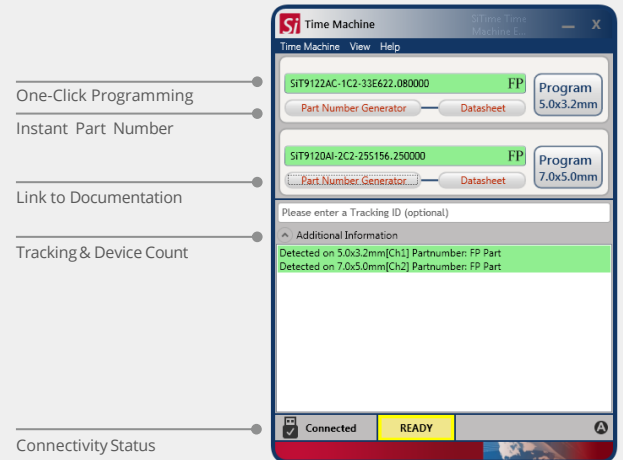 Si Time Machine
SiTime Time
Machine E...
X
Time Machine View Help
SiT9122AC-1C2-33E622.080000 FP
Program
5.0x3.2mm
Part Number Generator
Datasheet
SiT9120AI-2C2-25S156.250000 FP
Program
7.0x5.0mm
Part Number Generator
Datasheet
Please enter a Tracking ID (optional)
Additional Information
Detected on 5.0x3.2mm[Ch1] Partnumber: FP Part
Detected on 7.0x5.0mm[Ch2] Partnumber: FP Part
Connected
READY
A
One-Click Programming
Instant Part Number
Link to Documentation
Tracking & Device Count
Connectivity Status